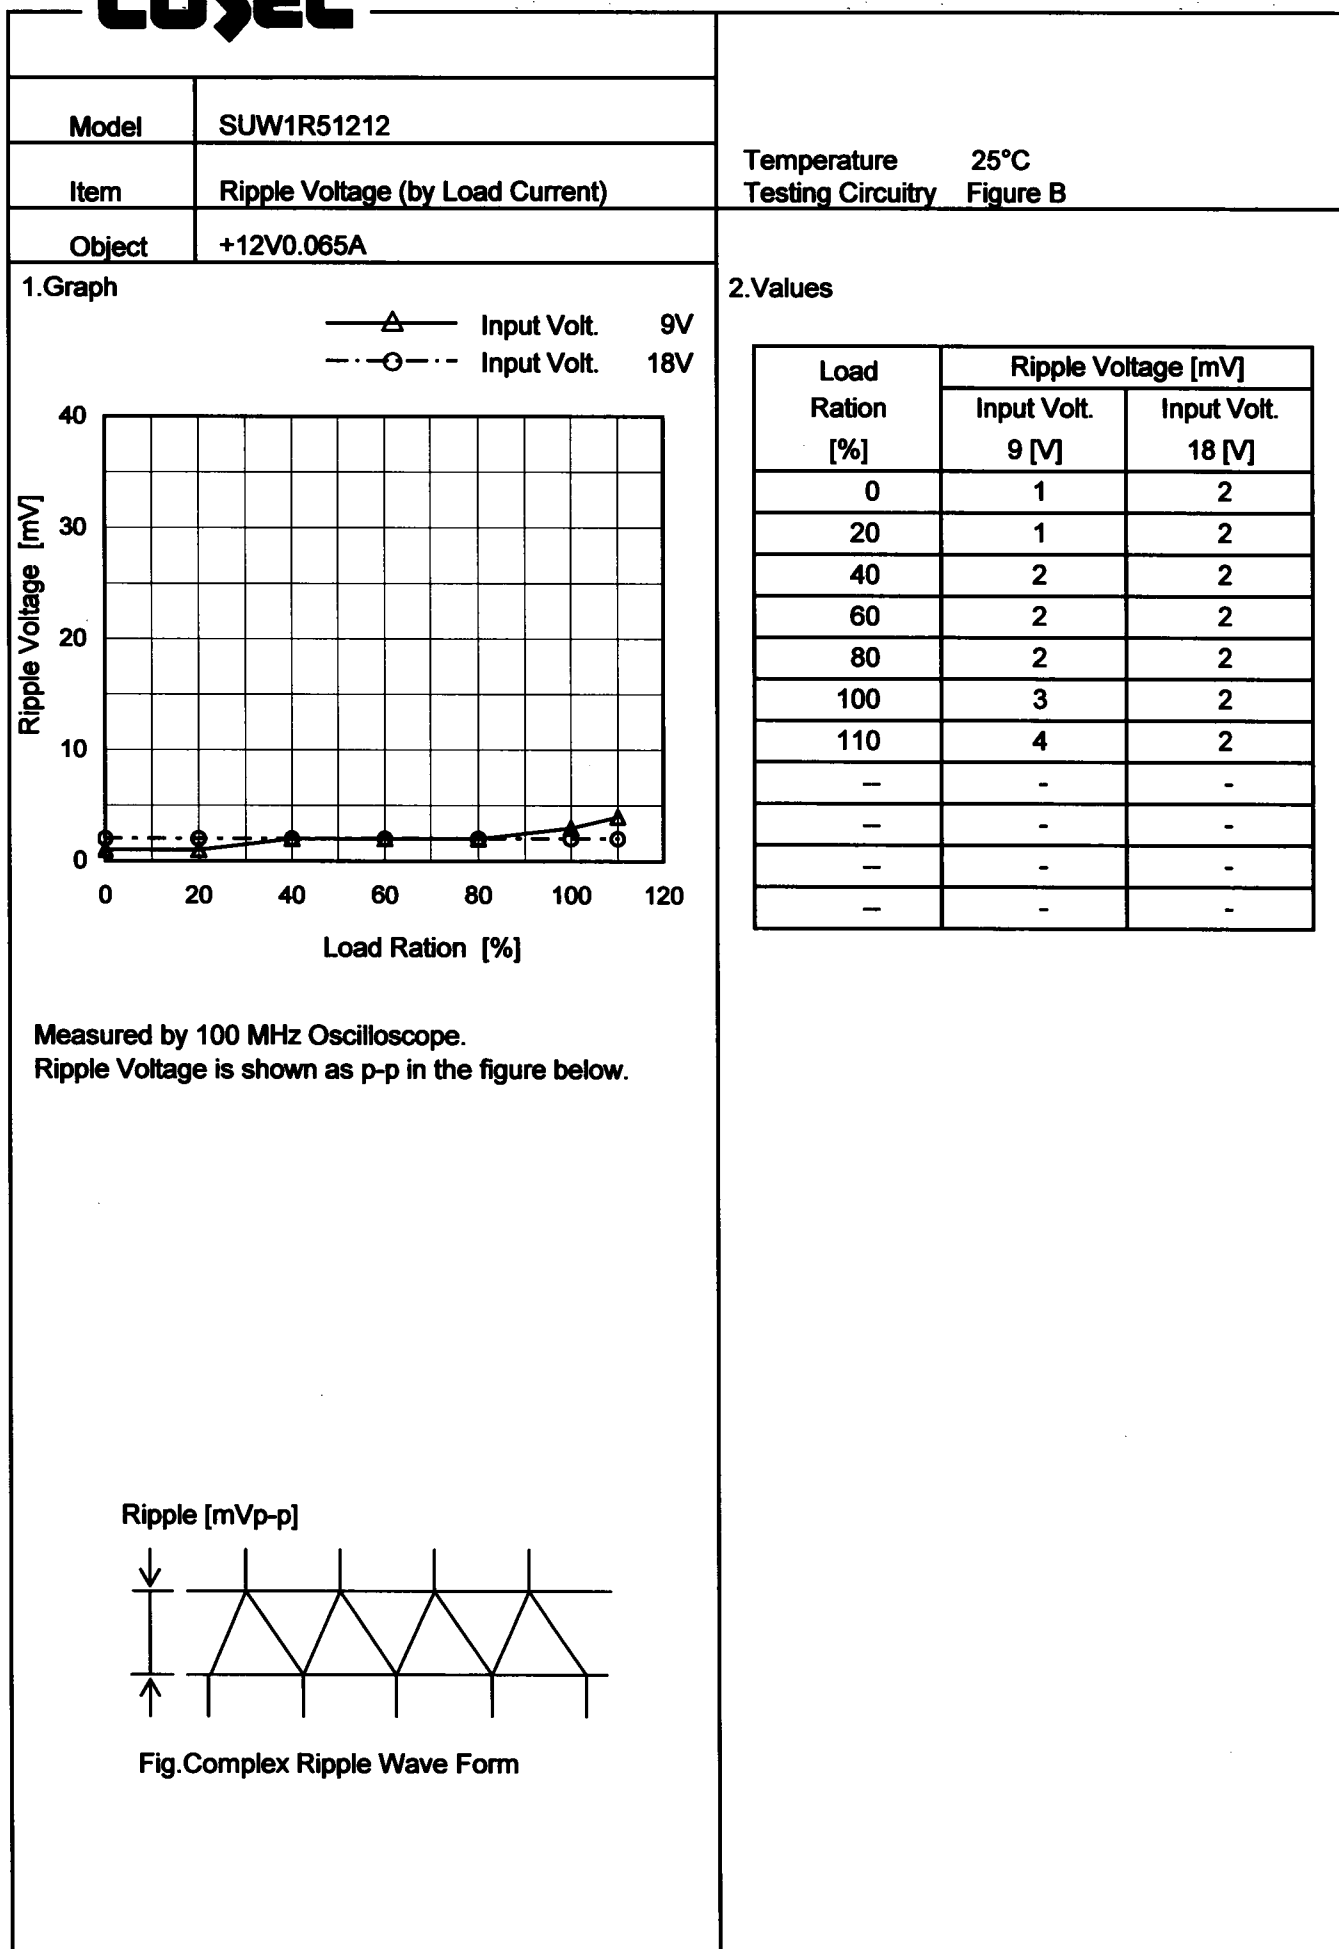 COSEL
Model SUW1R51212
Item Ripple Voltage (by Load Current)
Object +12V0.065A
Temperature 25°C
Testing Circuitry Figure B
1.Graph
Input Volt. 9V
Input Volt. 18V
Ripple Voltage [mV]
40
30
20
10
0
0 20 40 60 80 100 120
Load Ration [%]
Measured by 100 MHz Oscilloscope.
Ripple Voltage is shown as p-p in the figure below.
Ripple [mVp-p]
Fig.Complex Ripple Wave Form
2.Values
Load Ripple Voltage [mV]
Ration Input Volt. Input Volt.
[%] 9 [V] 18 [V]
0 1 2
20 1 2
40 2 2
60 2 2
80 2 2
100 3 2
110 4 2
— - -
— - -
— - -
— - -